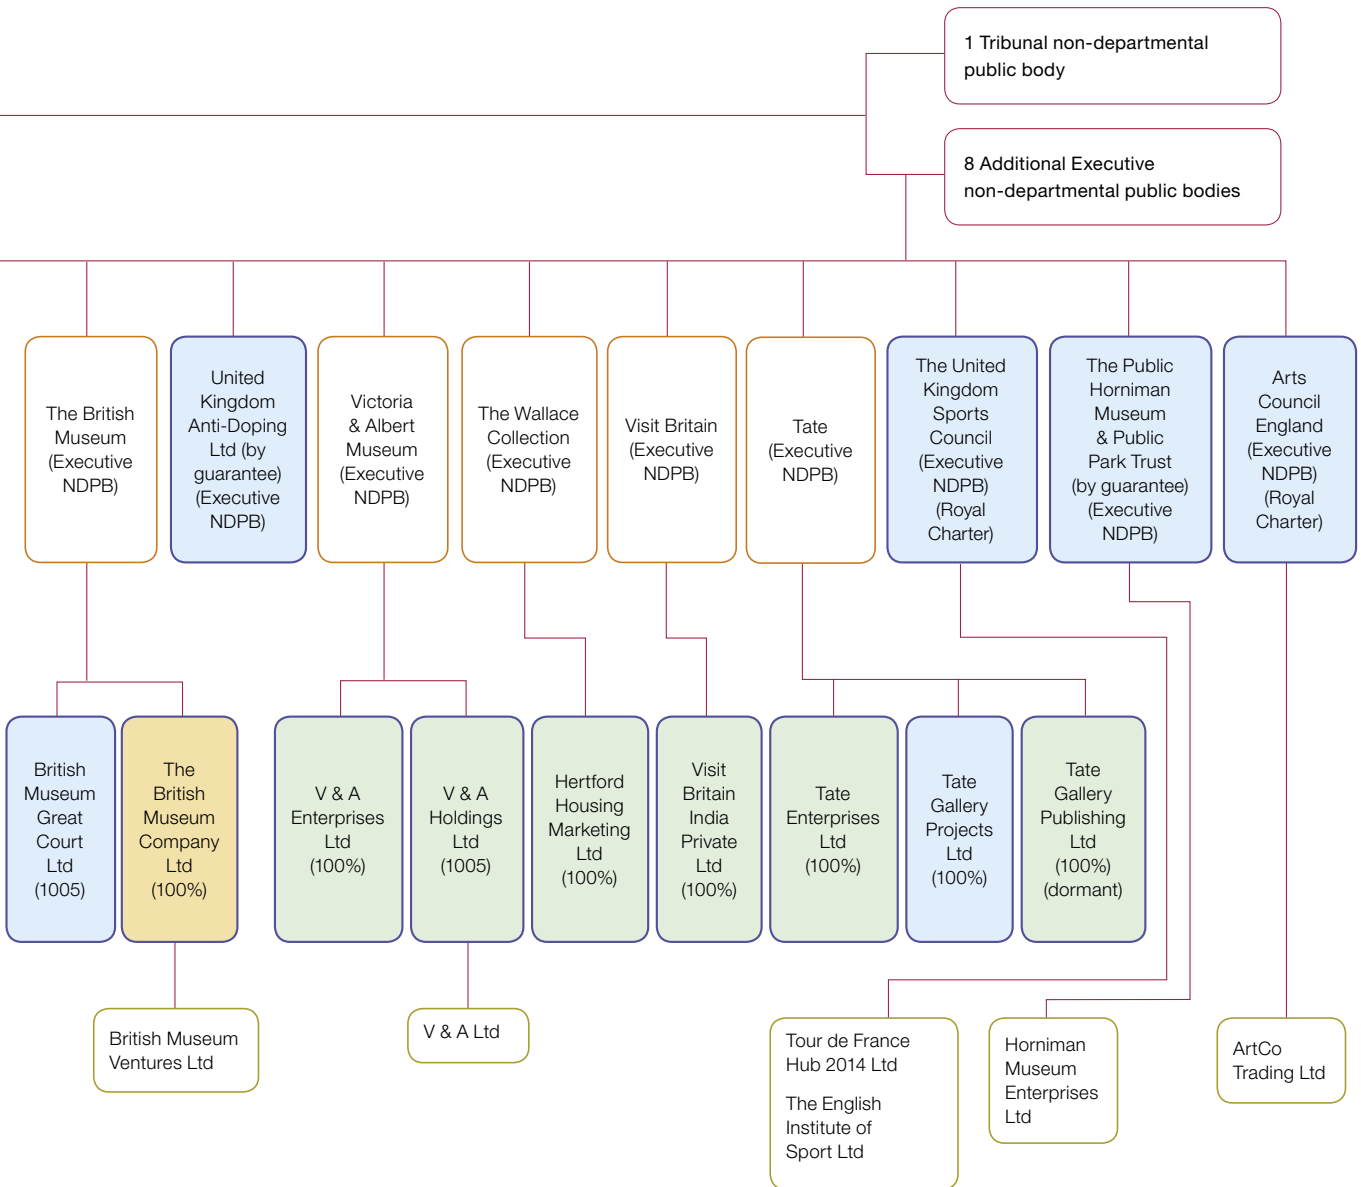 1 Tribunal non-departmental
public body
8 Additional Executive
non-departmental public bodies
The British
Museum
(Executive
NDPB)
United
Kingdom
Anti-Doping
Ltd (by
guarantee)
(Executive
NDPB)
Victoria
& Albert
Museum
(Executive
NDPB)
The Wallace
Collection
(Executive
NDPB)
Visit Britain
(Executive
NDPB)
Tate
(Executive
NDPB)
The United
Kingdom
Sports
Council
(Executive
NDPB)
(Royal
Charter)
The Public
Horniman
Museum
& Public
Park Trust
(by guarantee)
(Executive
NDPB)
Arts
Council
England
(Executive
NDPB)
(Royal
Charter)
British
Museum
Great
Court
Ltd
(1005)
The
British
Museum
Company
Ltd
(100%)
V & A
Enterprises
Ltd
(100%)
V & A
Holdings
Ltd
(1005)
Hertford
Housing
Marketing
Ltd
(100%)
Visit
Britain
India
Private
Ltd
(100%)
Tate
Enterprises
Ltd
(100%)
Tate
Gallery
Projects
Ltd
(100%)
Tate
Gallery
Publishing
Ltd
(100%)
(dormant)
British Museum
Ventures Ltd
V & A Ltd
Tour de France
Hub 2014 Ltd
The English
Institute of
Sport Ltd
Horniman
Museum
Enterprises
Ltd
ArtCo
Trading Ltd